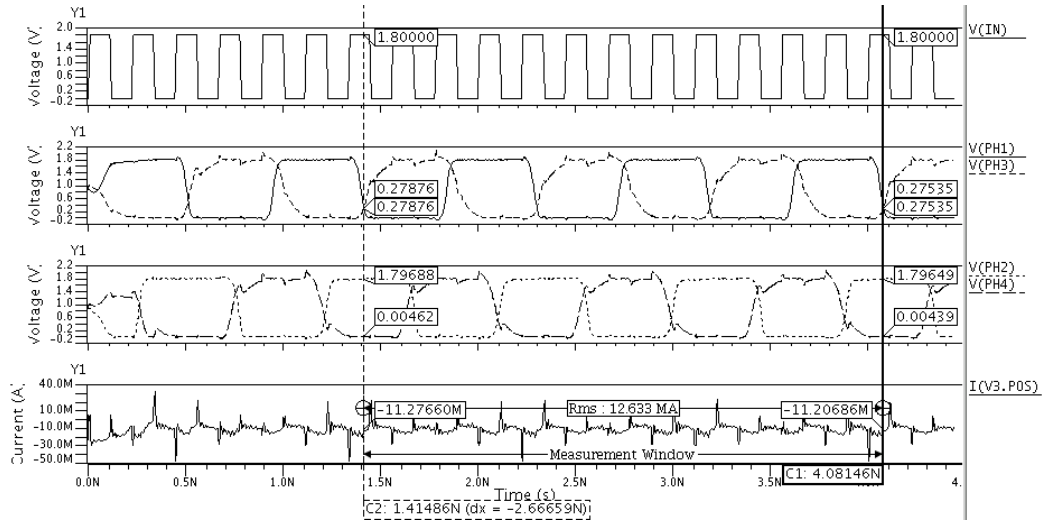 Y1
2.0
1.4
1.0
0.6
0.2
-0.2
Voltage (V)
1.80000
1.80000
V(IN)
Y1
2.2
1.8
1.4
1.0
0.6
0.2
-0.2
Voltage (V)
0.27876
0.27876
0.27535
0.27535
V(PH1)
V(PH3)
Y1
2.2
1.8
1.4
1.0
0.6
0.2
-0.2
Voltage (V)
1.79688
0.00462
1.79649
0.00439
V(PH2)
V(PH4)
Y1
40.0M
10.0M
-10.0M
-30.0M
-50.0M
Current (A)
-11.27660M
Rms : 12.633 MA
-11.20686M
Measurement Window
I(V3.POS)
0.0N 0.5N 1.0N 1.5N 2.0N 2.5N 3.0N 3.5N 4.
Time (s)
C1: 4.08146N
C2: 1.41486N (dx = -2.66659N)